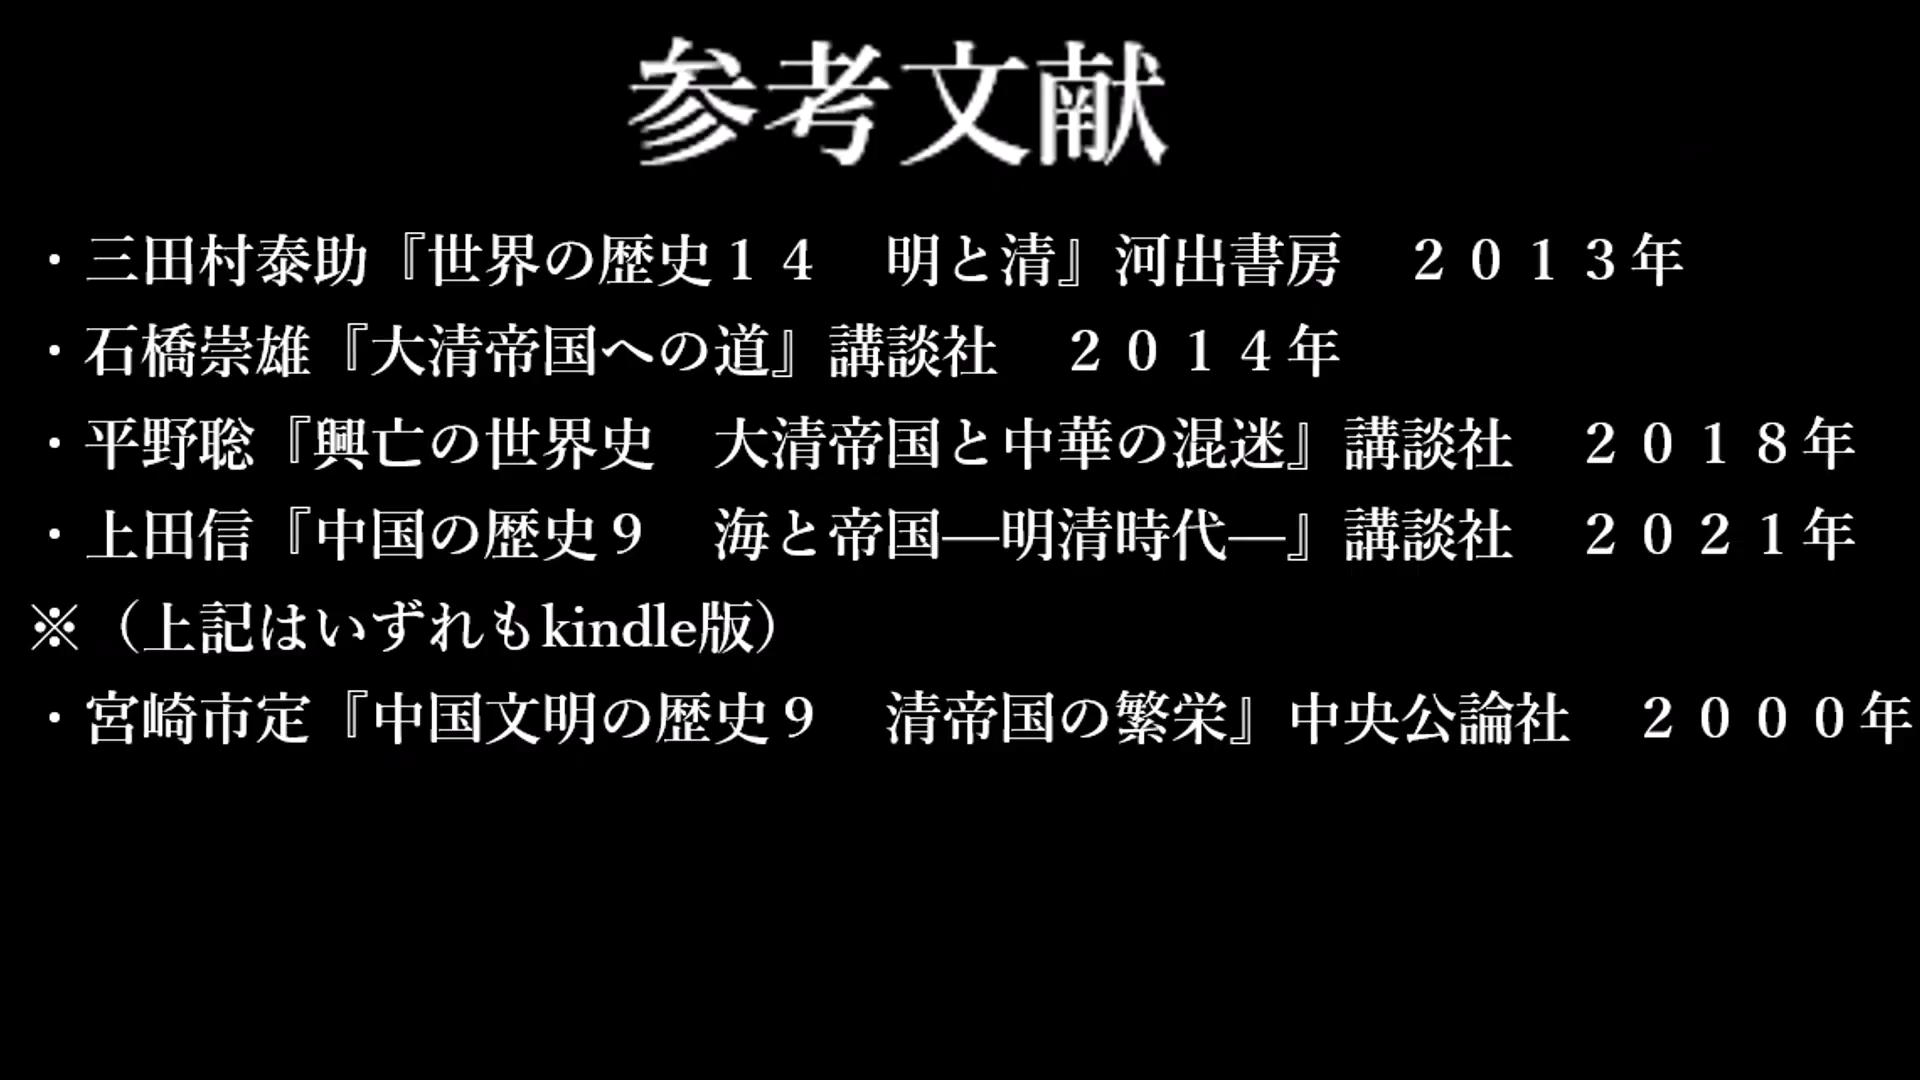 参考文献
・三田村泰助『世界の歴史１４　明と清』河出書房　２０１３年
・石橋崇雄『大清帝国への道』講談社　２０１４年
・平野聡『興亡の世界史　大清帝国と中華の混迷』講談社　２０１８年
・上田信『中国の歴史９　海と帝国―明清時代―』講談社　２０２１年
※（上記はいずれもkindle版）
・宮崎市定『中国文明の歴史９　清帝国の繁栄』中央公論社　２０００年